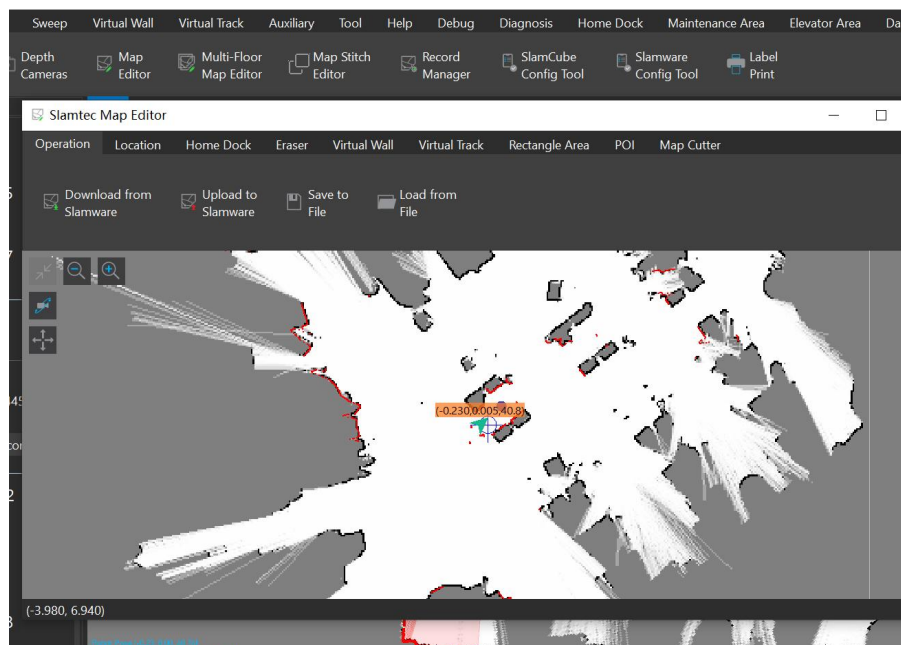 Sweep Virtual Wall Virtual Track Auxiliary Tool Help Debug Diagnosis Home Dock Maintenance Area Elevator Area Da
Depth Cameras
Map Editor
Multi-Floor Map Editor
Map Stitch Editor
Record Manager
SlamCube Config Tool
Slamware Config Tool
Label Print
Slamtec Map Editor
Operation Location Home Dock Eraser Virtual Wall Virtual Track Rectangle Area POI Map Cutter
Download from Slamware
Upload to Slamware
Save to File
Load from File
(-0.230,0.005,40.8)
(-3.980, 6.940)